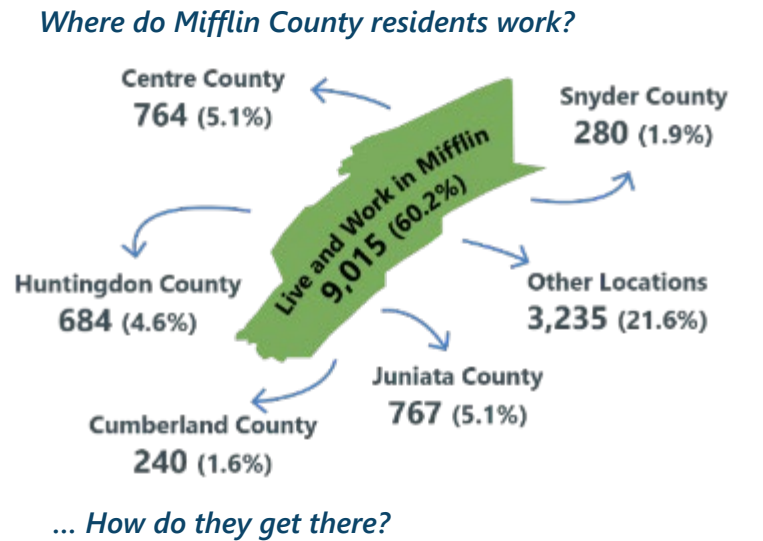 Where do Mifflin County residents work?
Centre County
764 (5.1%)
Snyder County
280 (1.9%)
Live and Work in Mifflin
9,015 (60.2%)
Huntingdon County
684 (4.6%)
Other Locations
3,235 (21.6%)
Juniata County
767 (5.1%)
Cumberland County
240 (1.6%)
... How do they get there?